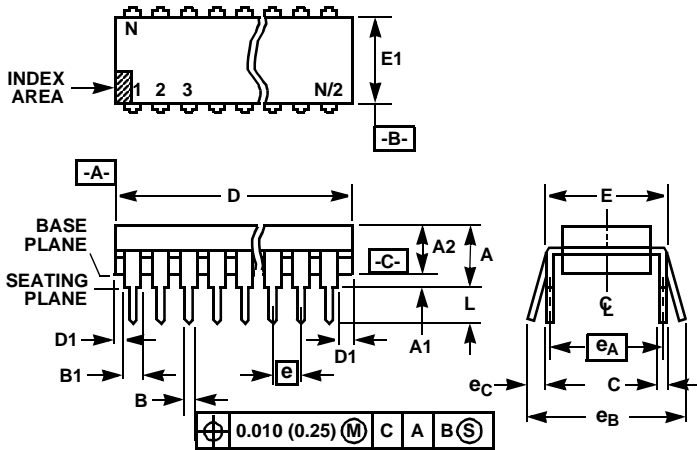 N
E1
INDEX
AREA
1 2 3 N/2
-B-
-A-
D
E
BASE
PLANE
A2
A
-C-
SEATING
PLANE
L
D1
A1
D1
B1
e
B
⌖ 0.010 (0.25) Ⓜ C A B Ⓢ
℄
eA
eC
C
eB